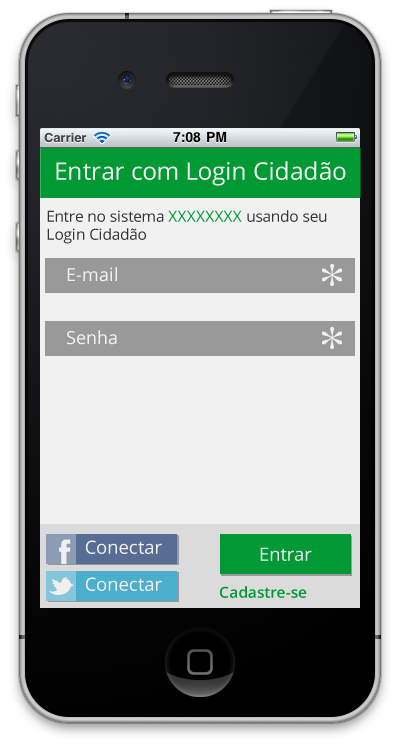 Carrier 7:08 PM
Entrar com Login Cidadão
Entre no sistema XXXXXXXX usando seu
Login Cidadão
E-mail *
Senha *
f Conectar
Entrar
Conectar
Cadastre-se